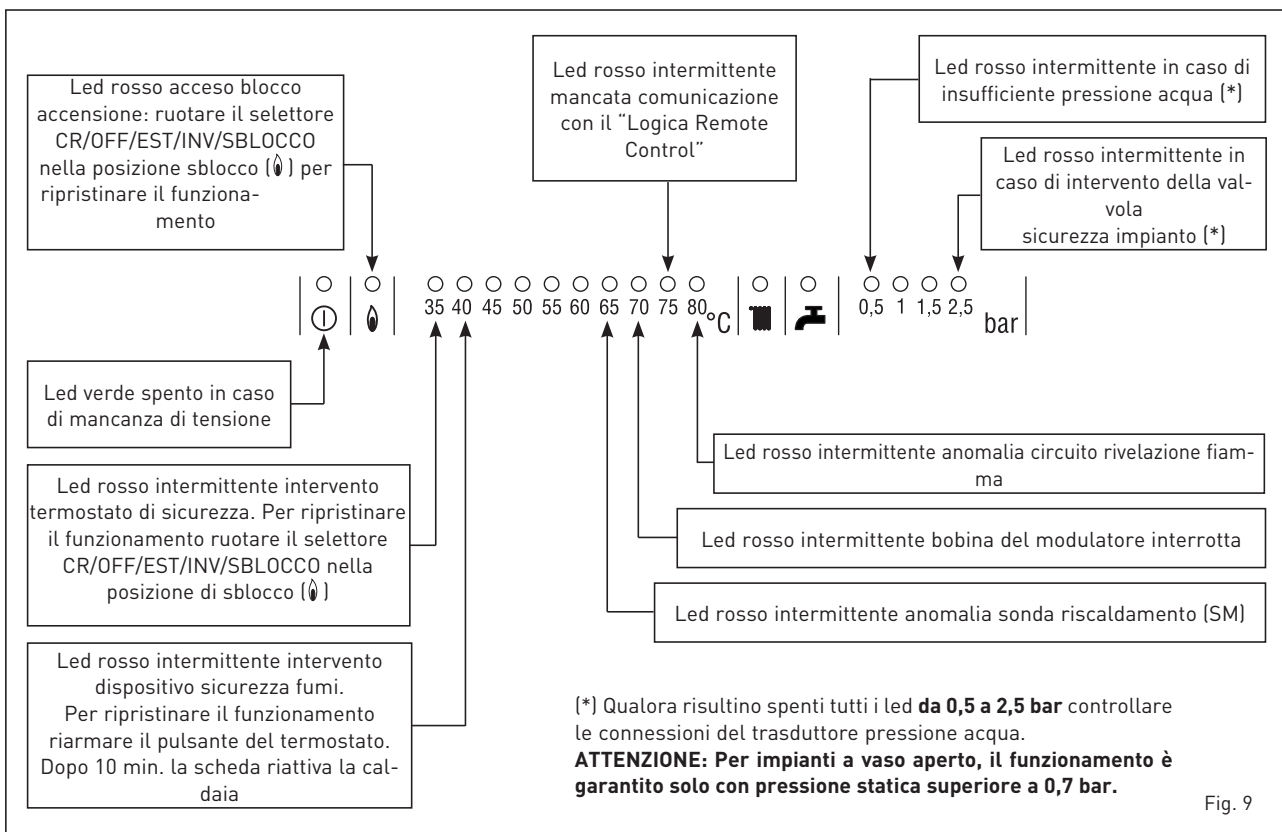 Led rosso acceso blocco
accensione: ruotare il selettore
CR/OFF/EST/INV/SBLOCCO
nella posizione sblocco ( ) per
ripristinare il funziona-
mento
Led rosso intermittente
mancata comunicazione
con il “Logica Remote
Control”
Led rosso intermittente in caso di
insufficiente pressione acqua (*)
Led rosso intermittente in
caso di intervento della val-
vola
sicurezza impianto (*)
35 40 45 50 55 60 65 70 75 80 °C
0,5 1 1,5 2,5 bar
Led verde spento in caso
di mancanza di tensione
Led rosso intermittente intervento
termostato di sicurezza. Per ripristinare
il funzionamento ruotare il selettore
CR/OFF/EST/INV/SBLOCCO nella
posizione di sblocco ( )
Led rosso intermittente intervento
dispositivo sicurezza fumi.
Per ripristinare il funzionamento
riarmare il pulsante del termostato.
Dopo 10 min. la scheda riattiva la cal-
daia
Led rosso intermittente anomalia circuito rivelazione fiam-
ma
Led rosso intermittente bobina del modulatore interrotta
Led rosso intermittente anomalia sonda riscaldamento (SM)
(*) Qualora risultino spenti tutti i led da 0,5 a 2,5 bar controllare
le connessioni del trasduttore pressione acqua.
ATTENZIONE: Per impianti a vaso aperto, il funzionamento è
garantito solo con pressione statica superiore a 0,7 bar.
Fig. 9